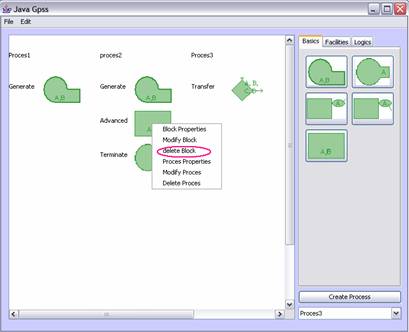 Java Gpss
File Edit
Basics Facilities Logics
Proces1 proces2 Proces3
Generate A,B Generate A,B Transfer A, B, C
Advanced A
Terminate
Block Properties
Modify Block
delete Block
Proces Properties
Modify Proces
Delete Proces
A,B A
A A
A,B
Create Process
Proces3